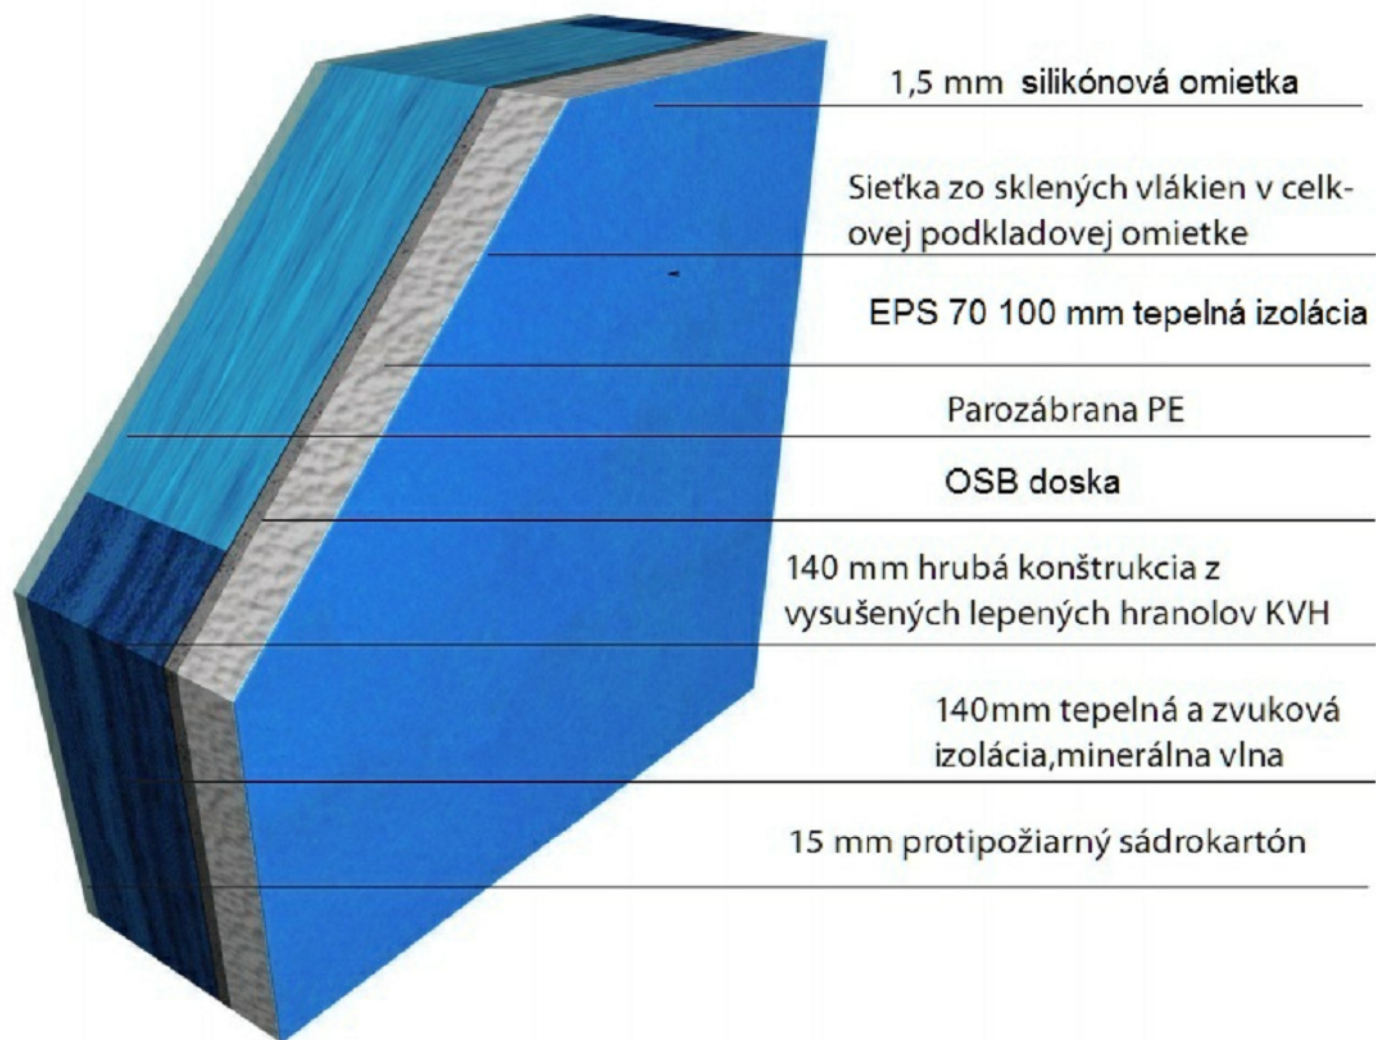 1,5 mm silikónová omietka
Sieťka zo sklených vlákien v celk-
ovej podkladovej omietke
EPS 70 100 mm tepelná izolácia
Parozábrana PE
OSB doska
140 mm hrubá konštrukcia z
vysušených lepených hranolov KVH
140mm tepelná a zvuková
izolácia,minerálna vlna
15 mm protipožiarný sádrokartón